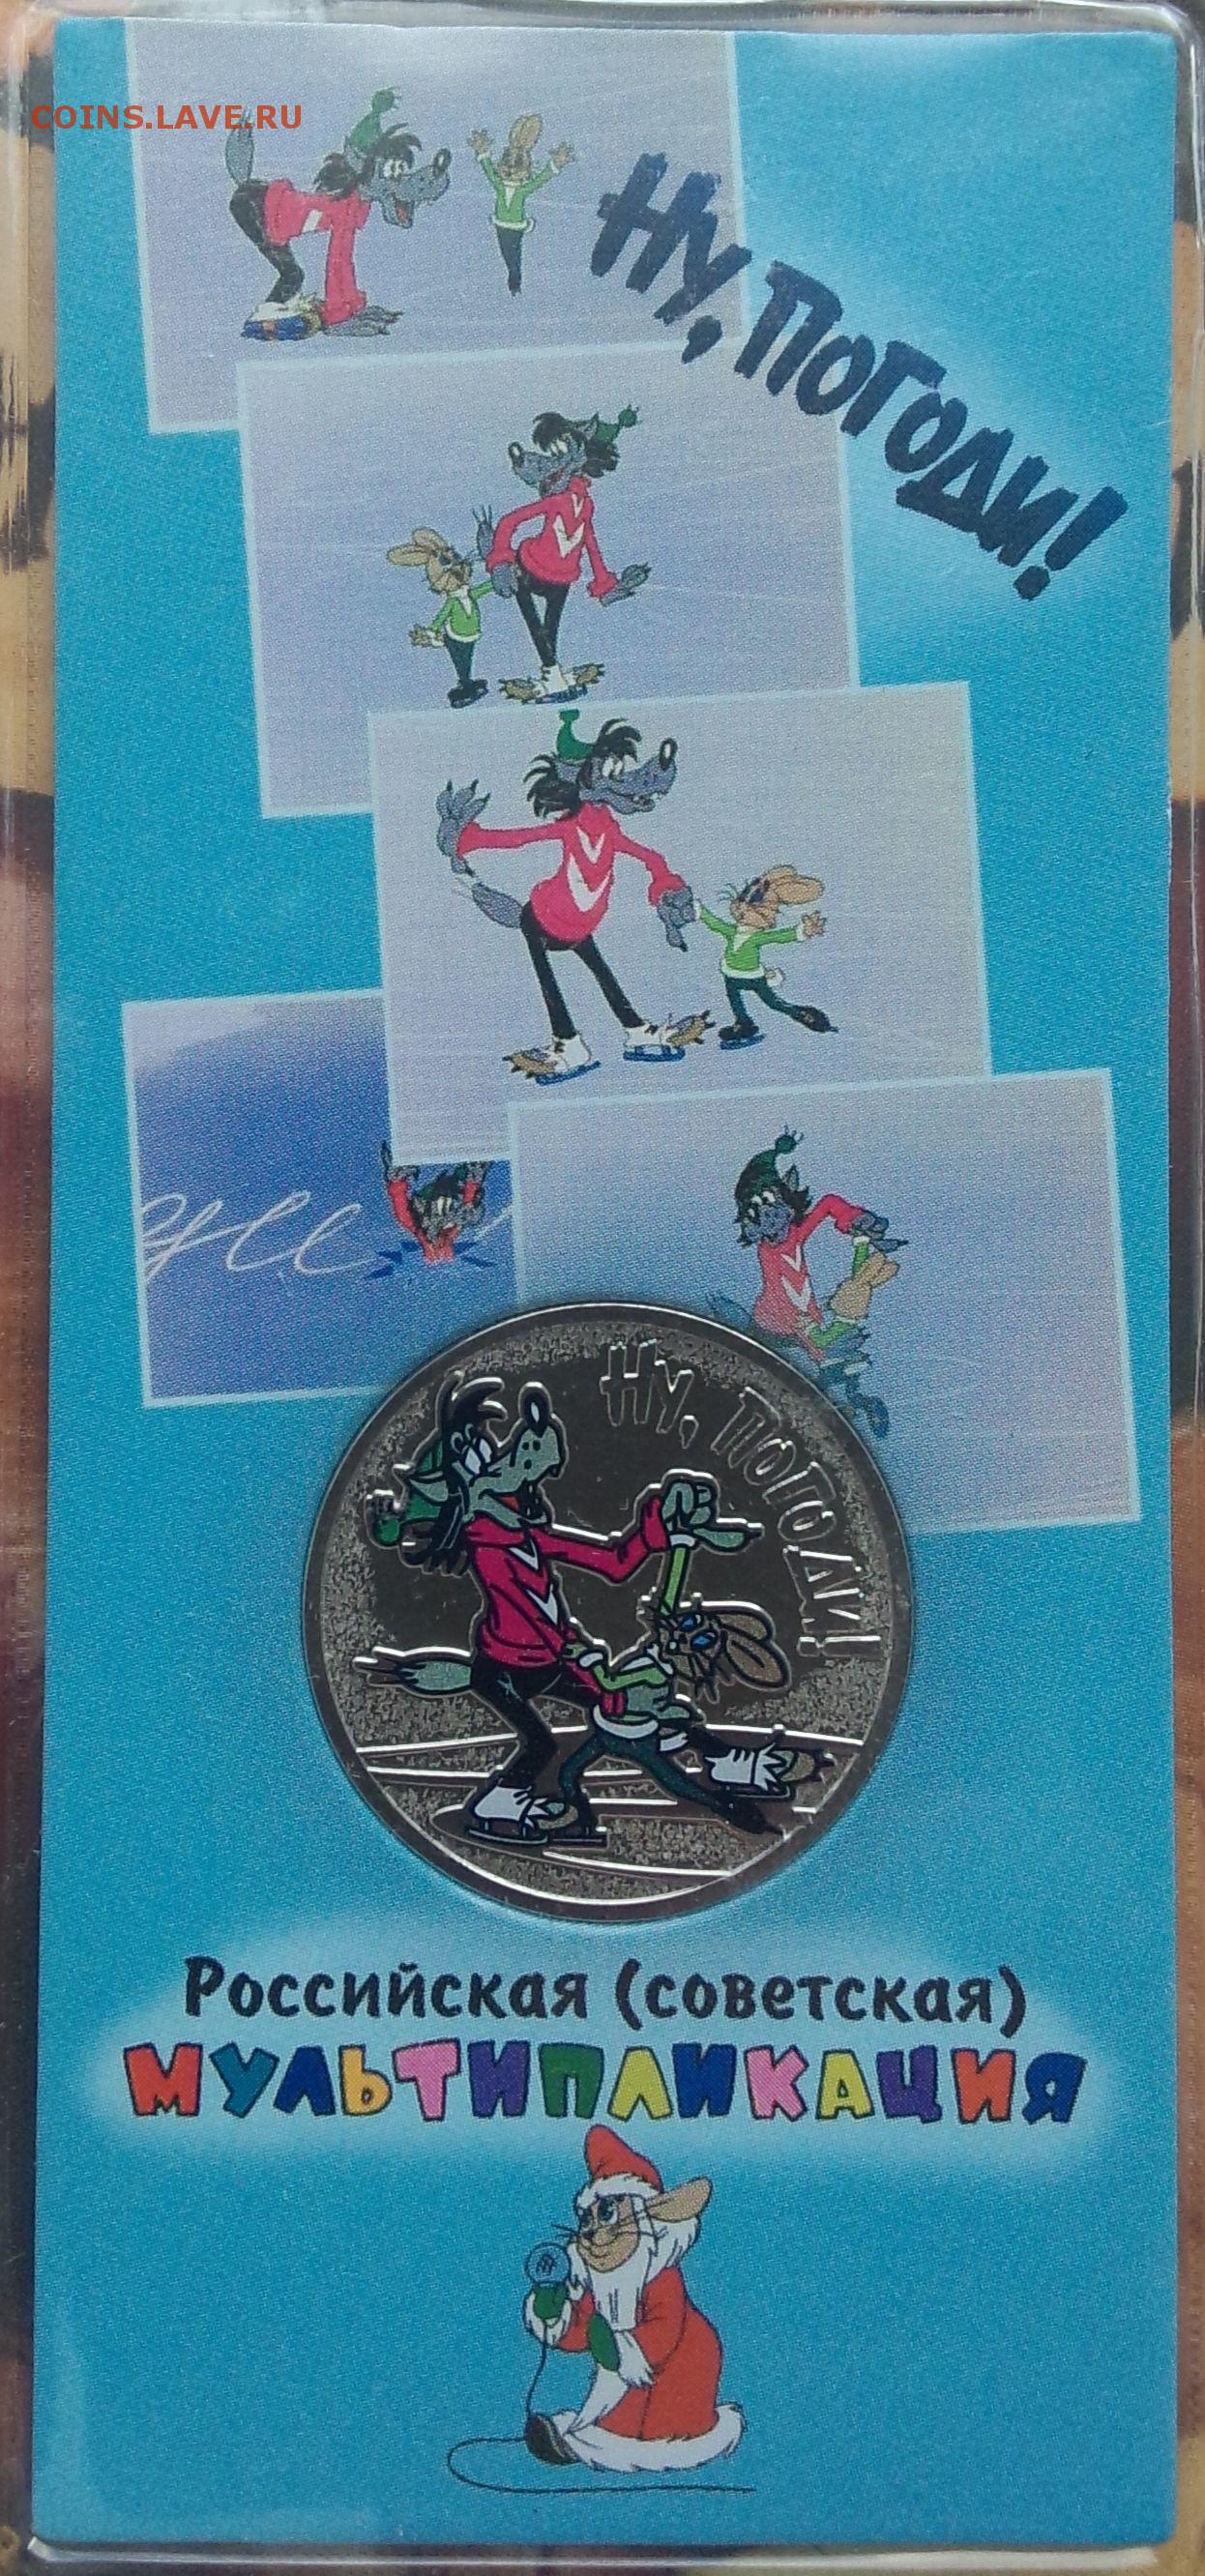 COINS.LAVE.RU
Ну, погоди!
Ну, погоди!
Российская (советская)
МУЛЬТИПЛИКАЦИЯ